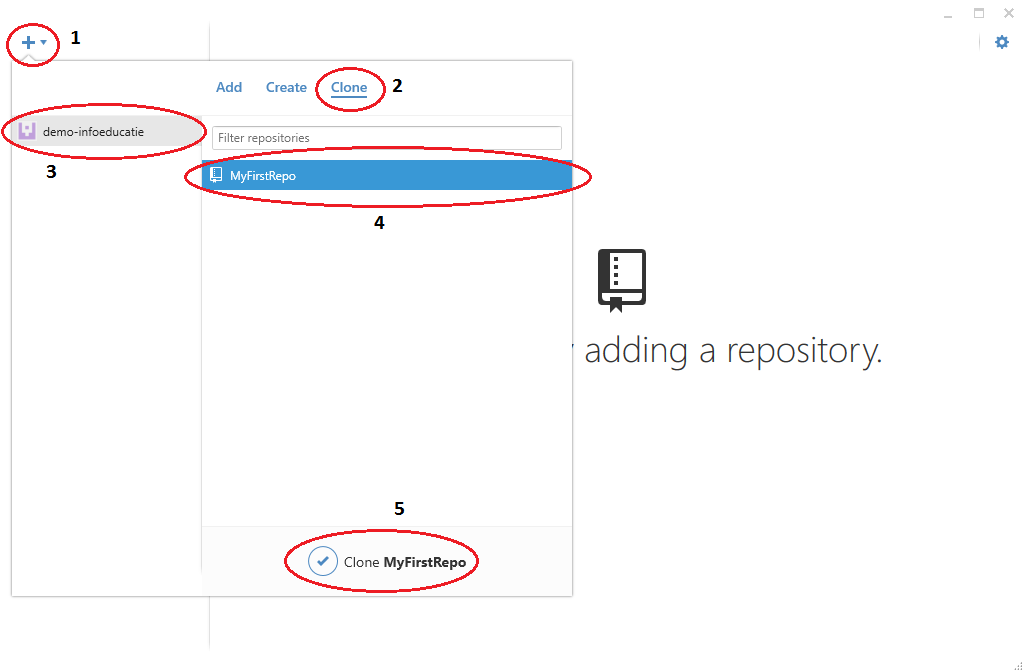 1
Add Create Clone 2
demo-infoeducatie
Filter repositories
3
MyFirstRepo
4
adding a repository.
5
Clone MyFirstRepo